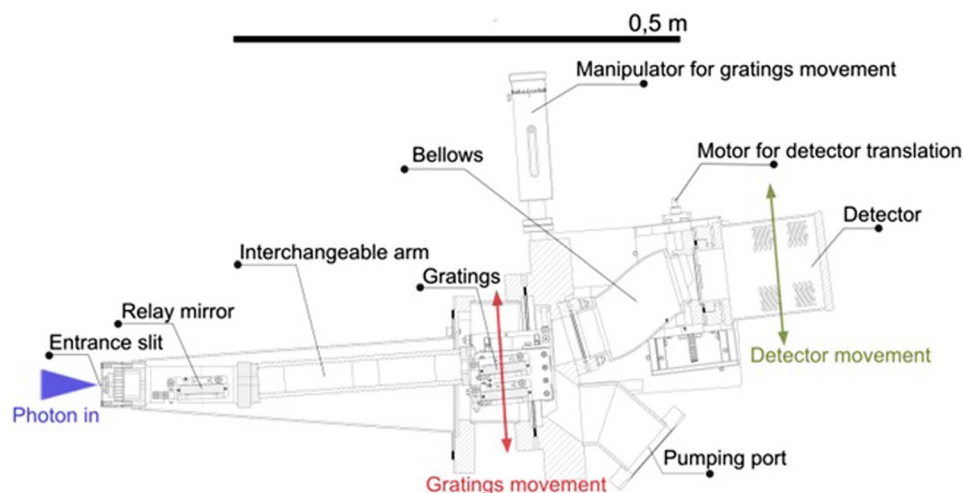 0,5 m
Manipulator for gratings movement
Bellows
Motor for detector translation
Detector
Interchangeable arm
Gratings
Relay mirror
Entrance slit
Photon in
Detector movement
Pumping port
Gratings movement